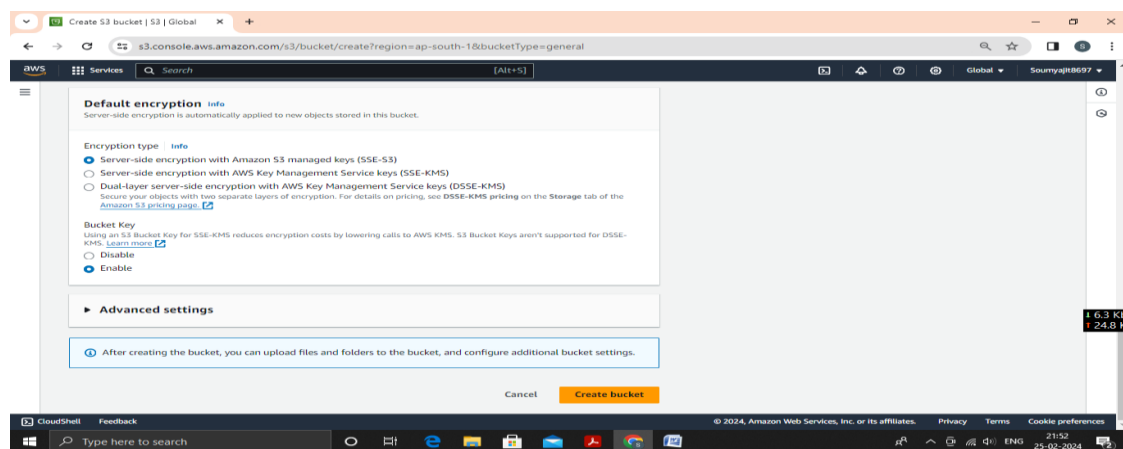 Create S3 bucket | S3 | Global
s3.console.aws.amazon.com/s3/bucket/create?region=ap-south-1&bucketType=general
aws Services Search [Alt+S] Global Soumyajit8697
Default encryption Info
Server-side encryption is automatically applied to new objects stored in this bucket.
Encryption type Info
Server-side encryption with Amazon S3 managed keys (SSE-S3)
Server-side encryption with AWS Key Management Service keys (SSE-KMS)
Dual-layer server-side encryption with AWS Key Management Service keys (DSSE-KMS)
Secure your objects with two separate layers of encryption. For details on pricing, see DSSE-KMS pricing on the Storage tab of the
Amazon S3 pricing page.
Bucket Key
Using an S3 Bucket Key for SSE-KMS reduces encryption costs by lowering calls to AWS KMS. S3 Bucket Keys aren't supported for DSSE-
KMS. Learn more
Disable
Enable
Advanced settings
6.3 K
24.8
After creating the bucket, you can upload files and folders to the bucket, and configure additional bucket settings.
Cancel Create bucket
CloudShell Feedback © 2024, Amazon Web Services, Inc. or its affiliates. Privacy Terms Cookie preferences
Type here to search ENG 21:52
25-02-2024 2